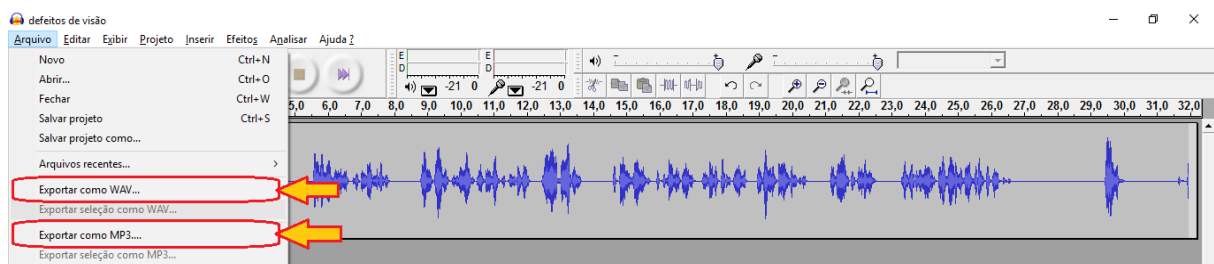 defeitos de visão
Arquivo Editar Exibir Projeto Inserir Efeitos Analisar Ajuda ?
Novo Ctrl+N
Abrir... Ctrl+O
Fechar Ctrl+W
Salvar projeto Ctrl+S
Salvar projeto como...
Arquivos recentes...
Exportar como WAV...
Exportar seleção como WAV...
Exportar como MP3....
Exportar seleção como MP3...
E E
D D
-21 0 -21 0
5,0 6,0 7,0 8,0 9,0 10,0 11,0 12,0 13,0 14,0 15,0 16,0 17,0 18,0 19,0 20,0 21,0 22,0 23,0 24,0 25,0 26,0 27,0 28,0 29,0 30,0 31,0 32,0